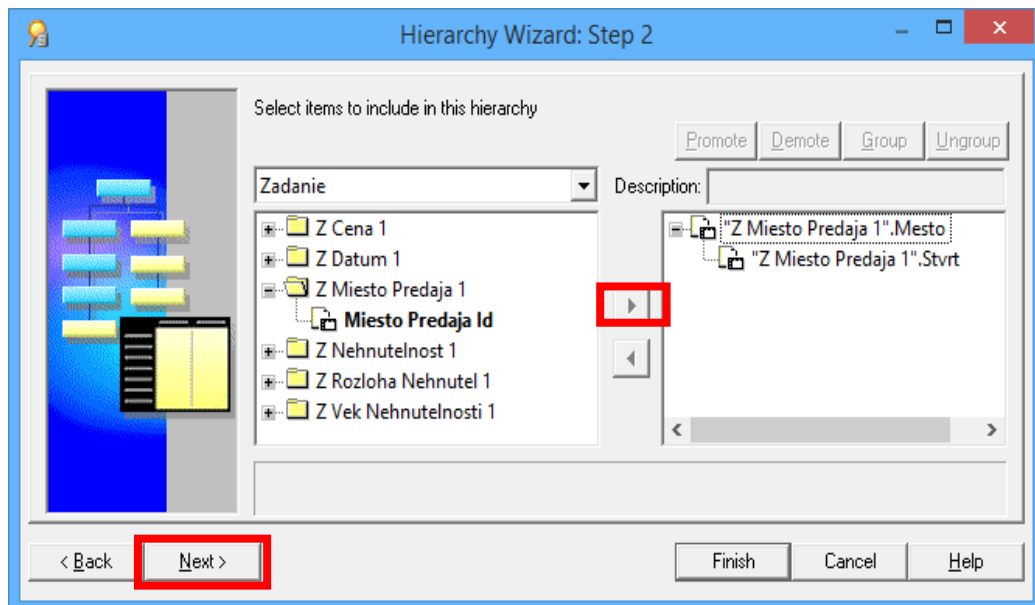 Hierarchy Wizard: Step 2
Select items to include in this hierarchy
Promote Demote Group Ungroup
Zadanie
Description:
Z Cena 1
Z Datum 1
Z Miesto Predaja 1
Miesto Predaja Id
Z Nehnutelnost 1
Z Rozloha Nehnutel 1
Z Vek Nehnutelnosti 1
"Z Miesto Predaja 1".Mesto
"Z Miesto Predaja 1".Stvrt
< Back Next > Finish Cancel Help